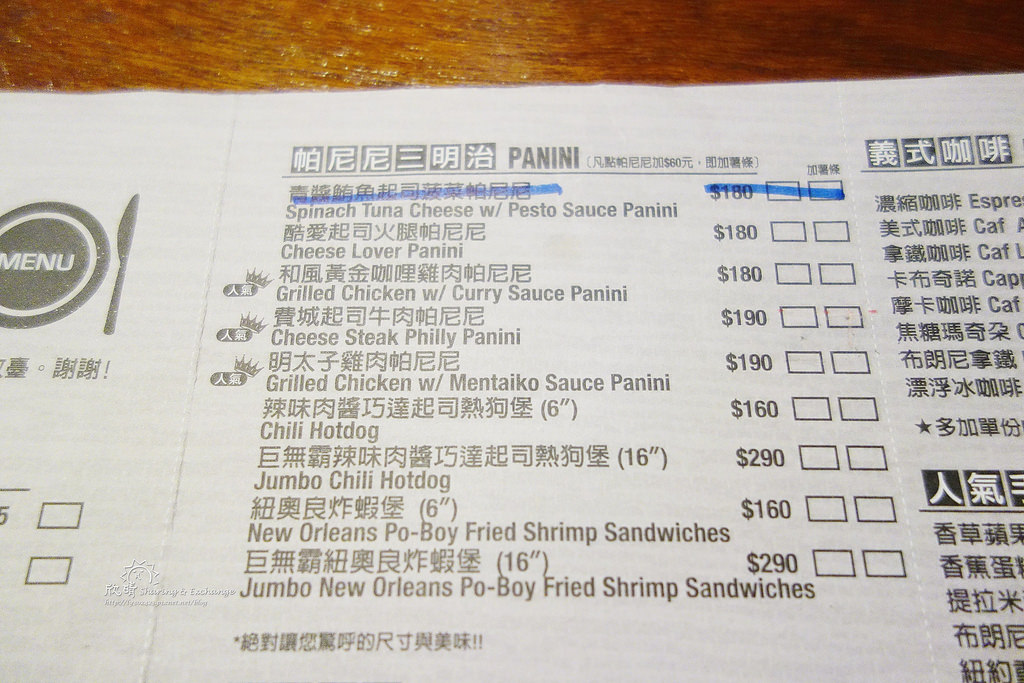 MENU
臺。謝謝!
5
帕尼尼三明治 PANINI (凡點帕尼尼加$60元,即加薯條)
加薯條
青醬鮪魚起司菠菜帕尼尼 $180
Spinach Tuna Cheese w/ Pesto Sauce Panini
酷愛起司火腿帕尼尼 $180
Cheese Lover Panini
人氣 和風黃金咖哩雞肉帕尼尼 $180
Grilled Chicken w/ Curry Sauce Panini
人氣 費城起司牛肉帕尼尼 $190
Cheese Steak Philly Panini
人氣 明太子雞肉帕尼尼 $190
Grilled Chicken w/ Mentaiko Sauce Panini
辣味肉醬巧達起司熱狗堡 (6″) $160
Chili Hotdog
巨無霸辣味肉醬巧達起司熱狗堡 (16″) $290
Jumbo Chili Hotdog
紐奧良炸蝦堡 (6″) $160
New Orleans Po-Boy Fried Shrimp Sandwiches
巨無霸紐奧良炸蝦堡 (16″) $290
Jumbo New Orleans Po-Boy Fried Shrimp Sandwiches
*絕對讓您驚呼的尺寸與美味!!
義式咖啡
濃縮咖啡 Espres
美式咖啡 Caf A
拿鐵咖啡 Caf L
卡布奇諾 Capp
摩卡咖啡 Caf
焦糖瑪奇朵 C
布朗尼拿鐵
漂浮冰咖啡
★多加單份
人氣手
香草蘋果
香蕉蛋糕
提拉米
布朗尼
紐約重
欣晴 Sharing & Exchange